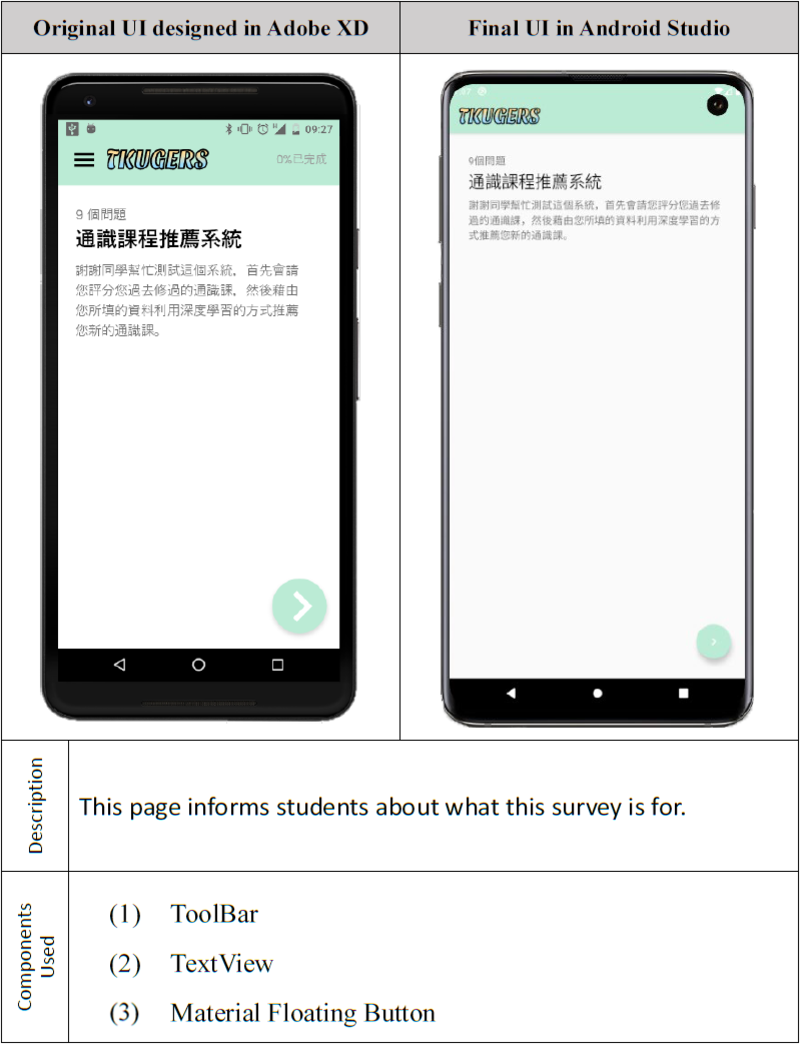 Original UI designed in Adobe XD
Final UI in Android Studio
09:27
TKUGERS
0%已完成
9 個問題
通識課程推薦系統
謝謝同學幫忙測試這個系統，首先會請
您評分您過去修過的通識課，然後藉由
您所填的資料利用深度學習的方式推薦
您新的通識課。
TKUGERS
9個問題
通識課程推薦系統
謝謝同學幫忙測試這個系統，首先會請您評分您過去修
過的通識課，然後藉由您所填的資料利用深度學習的方
式推薦您新的通識課。
Description
This page informs students about what this survey is for.
Components
Used
(1) ToolBar
(2) TextView
(3) Material Floating Button